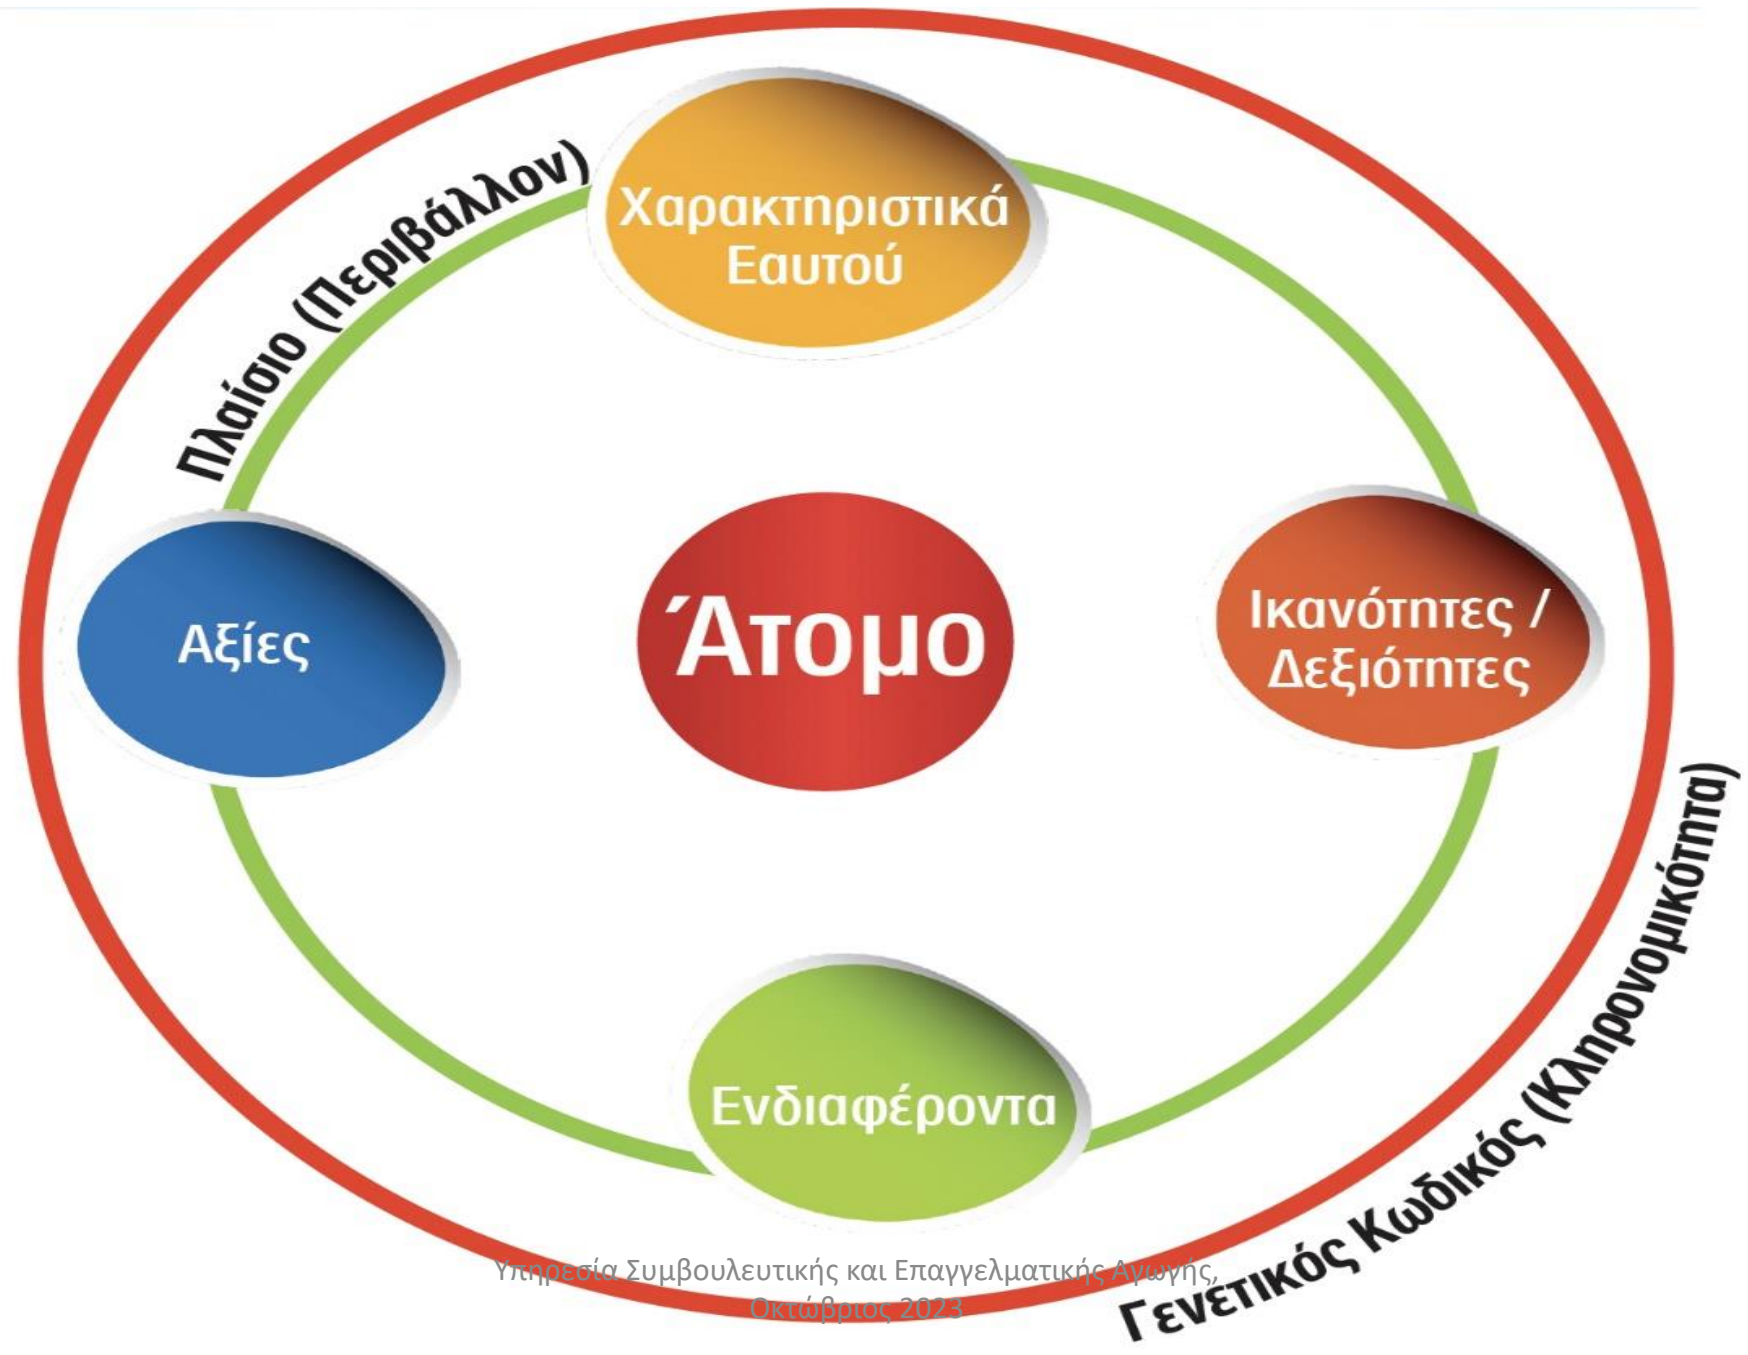 Πλαίσιο (Περιβάλλον)
Χαρακτηριστικά
Εαυτού
Αξίες
Άτομο
Ικανότητες /
Δεξιότητες
Ενδιαφέροντα
Γενετικός Κωδικός (Κληρονομικότητα)
Υπηρεσία Συμβουλευτικής και Επαγγελματικής Αγωγής,
Οκτώβριος 2023